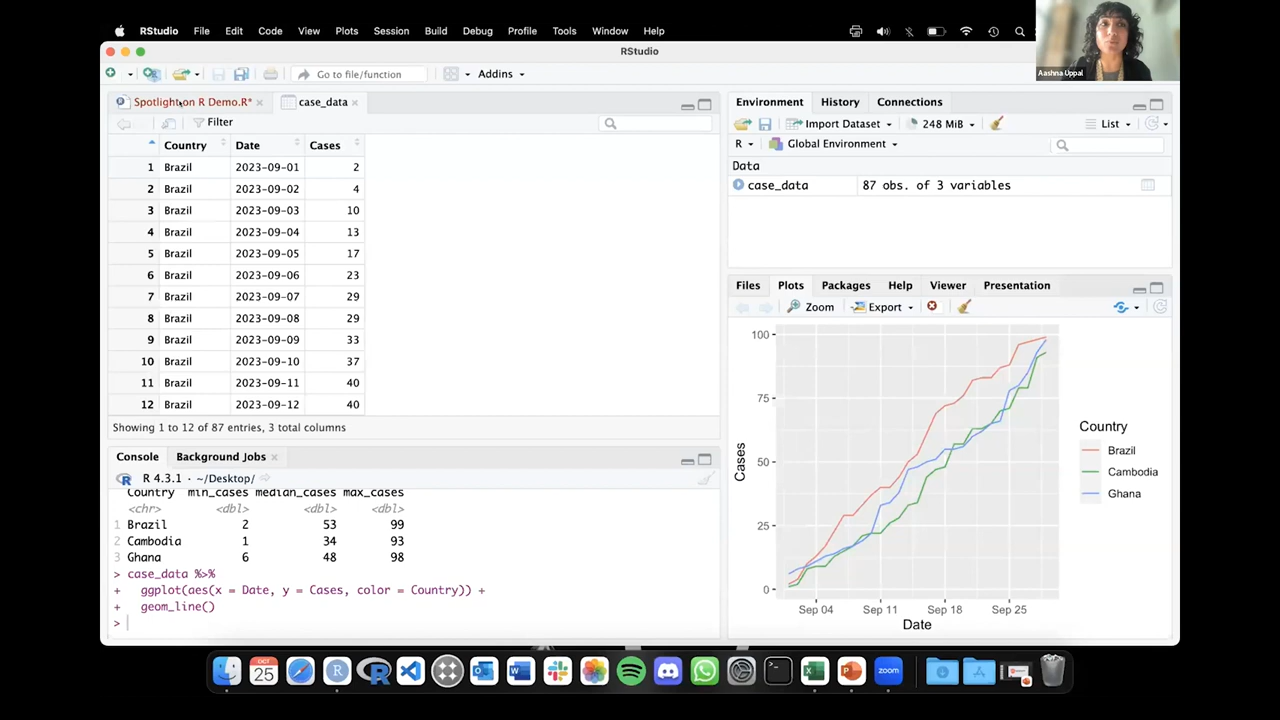 RStudio File Edit Code View Plots Session Build Debug Profile Tools Window Help
Aashna Uppal
RStudio
Go to file/function Addins
Spotlight on R Demo.R* case_data
Filter
Country Date Cases
1 Brazil 2023-09-01 2
2 Brazil 2023-09-02 4
3 Brazil 2023-09-03 10
4 Brazil 2023-09-04 13
5 Brazil 2023-09-05 17
6 Brazil 2023-09-06 23
7 Brazil 2023-09-07 29
8 Brazil 2023-09-08 29
9 Brazil 2023-09-09 33
10 Brazil 2023-09-10 37
11 Brazil 2023-09-11 40
12 Brazil 2023-09-12 40
Showing 1 to 12 of 87 entries, 3 total columns
Console Background Jobs
R 4.3.1 · ~/Desktop/
Country min_cases median_cases max_cases
<chr> <dbl> <dbl> <dbl>
1 Brazil 2 53 99
2 Cambodia 1 34 93
3 Ghana 6 48 98
> case_data %>%
+ ggplot(aes(x = Date, y = Cases, color = Country)) +
+ geom_line()
>
Environment History Connections
Import Dataset 248 MiB List
R Global Environment
Data
case_data 87 obs. of 3 variables
Files Plots Packages Help Viewer Presentation
Zoom Export
100
75
50
25
0
Cases
Sep 04 Sep 11 Sep 18 Sep 25
Date
Country
Brazil
Cambodia
Ghana
OCT
25
zoom